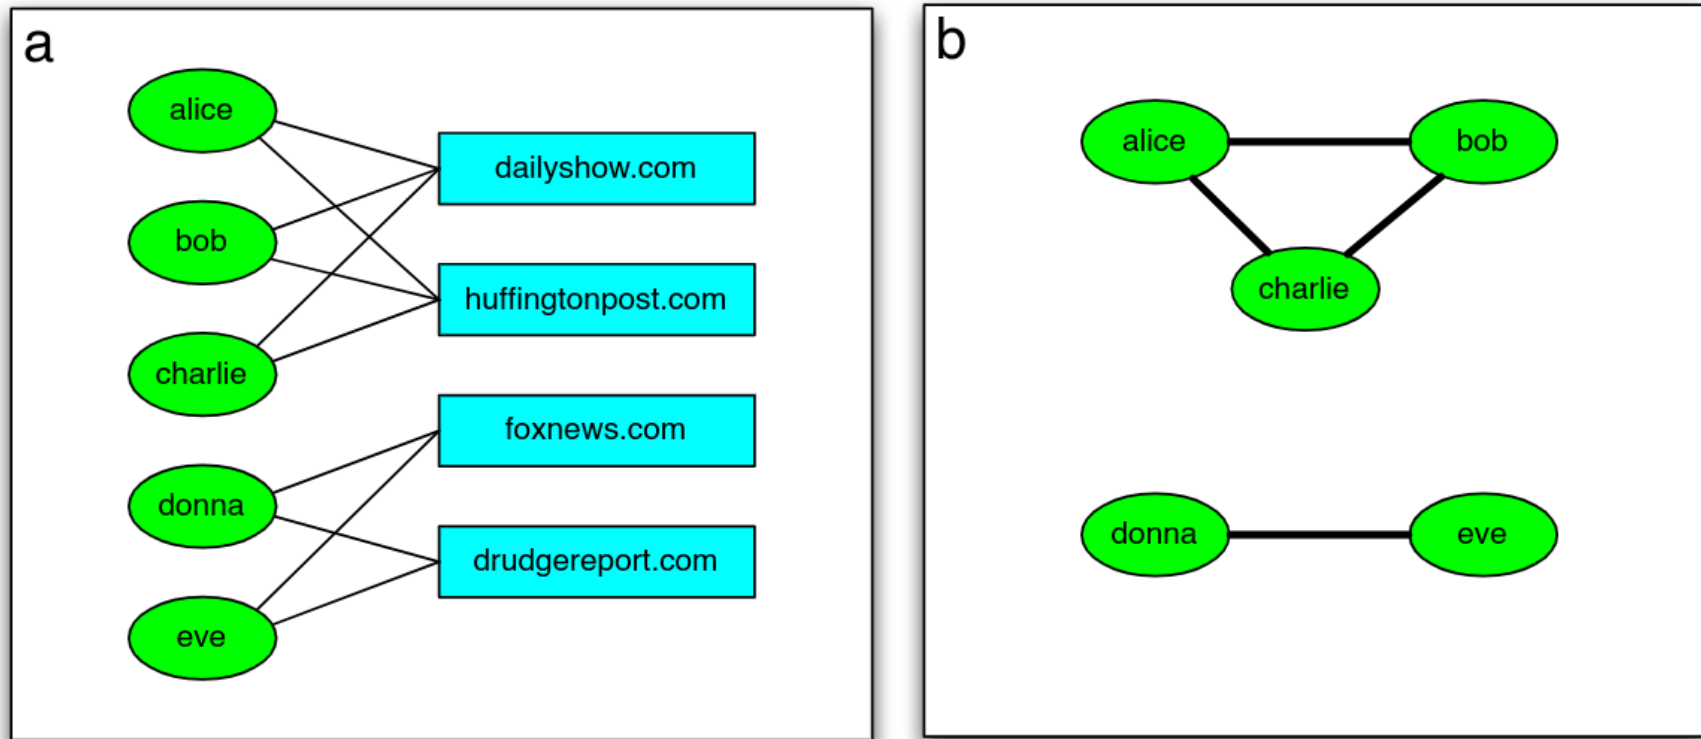 a
alice
bob
charlie
donna
eve
dailyshow.com
huffingtonpost.com
foxnews.com
drudgereport.com
b
alice
bob
charlie
donna
eve